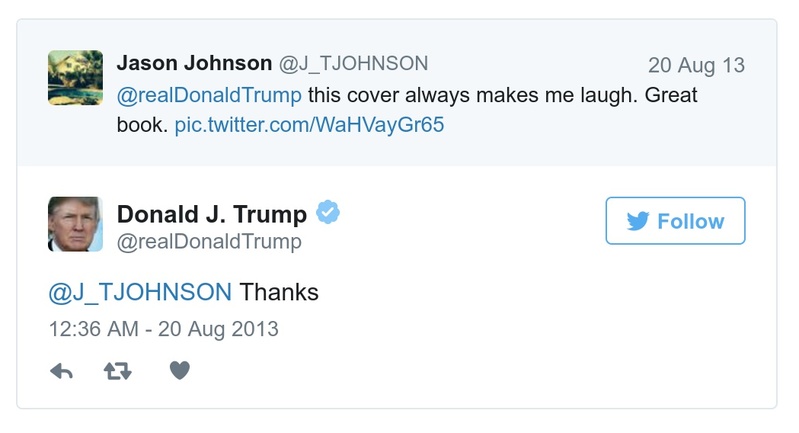 Jason Johnson @J_TJOHNSON 20 Aug 13
@realDonaldTrump this cover always makes me laugh. Great
book. pic.twitter.com/WaHVayGr65
Donald J. Trump
@realDonaldTrump
Follow
@J_TJOHNSON Thanks
12:36 AM - 20 Aug 2013